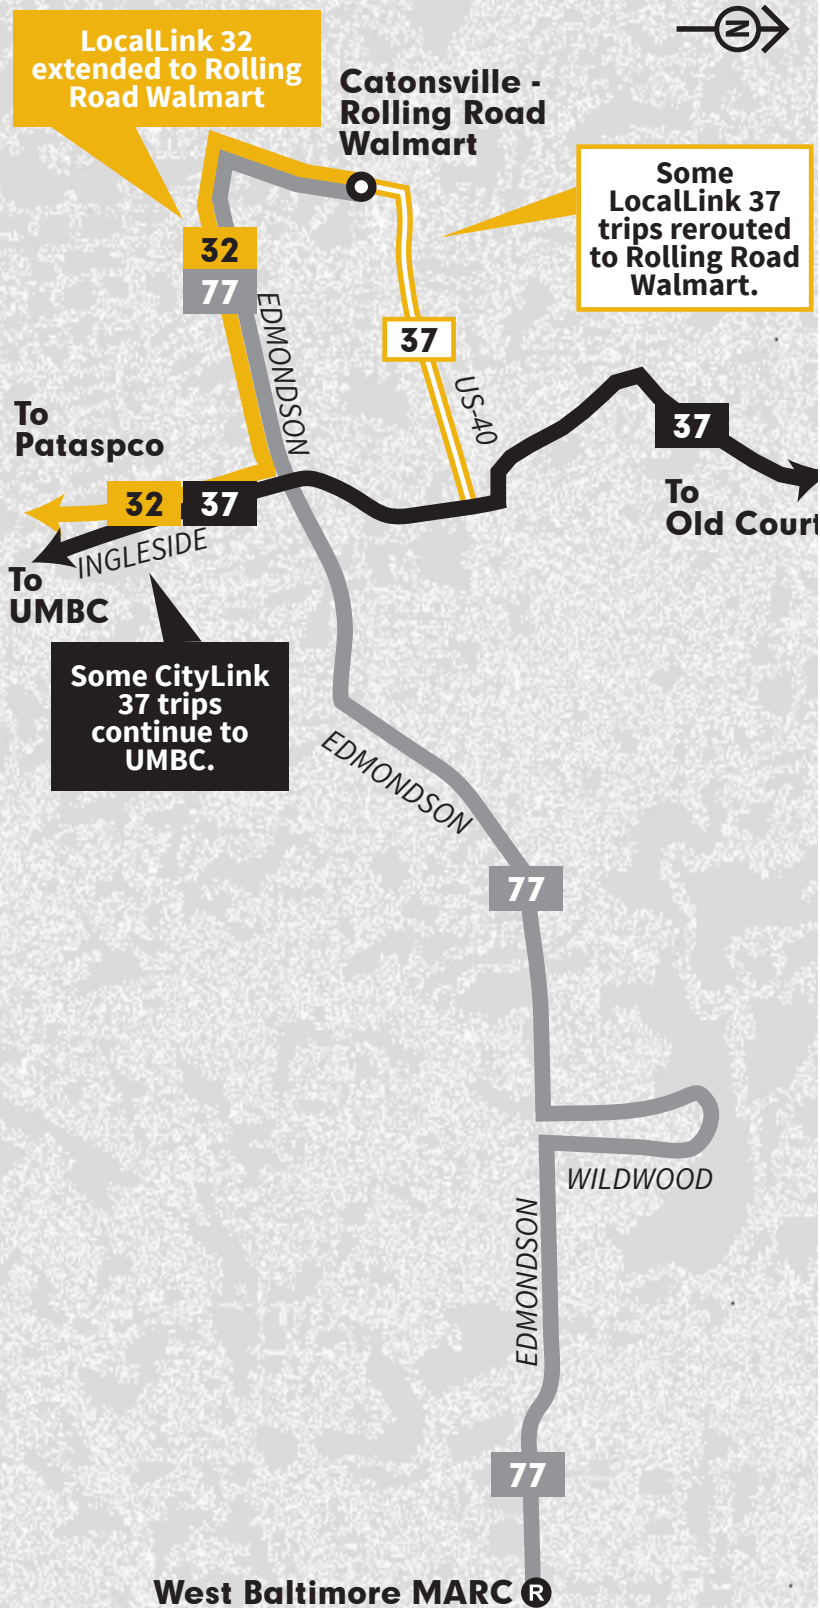 N
LocalLink 32
extended to Rolling
Road Walmart
Catonsville -
Rolling Road
Walmart
Some
LocalLink 37
trips rerouted
to Rolling Road
Walmart.
32
77
EDMONDSON
37
US-40
37
To
Pataspco
32
37
To
Old Court
INGLESIDE
To
UMBC
Some CityLink
37 trips
continue to
UMBC.
EDMONDSON
77
WILDWOOD
EDMONDSON
77
West Baltimore MARC R